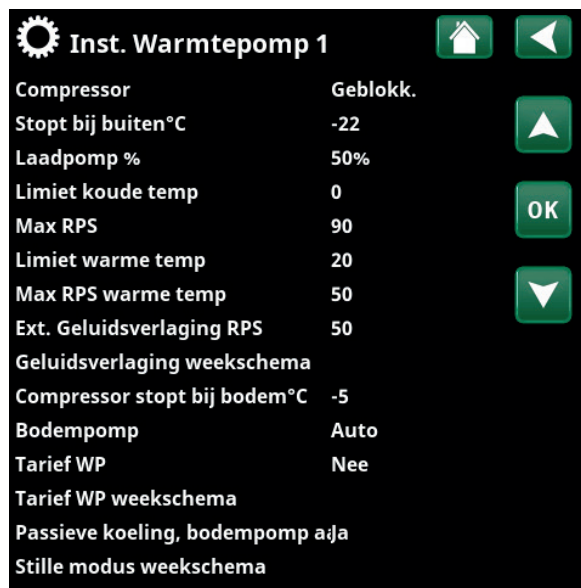 Inst. Warmtepomp 1
Compressor Geblokk.
Stopt bij buiten°C -22
Laadpomp % 50%
Limiet koude temp 0
OK
Max RPS 90
Limiet warme temp 20
Max RPS warme temp 50
Ext. Geluidsverlaging RPS 50
Geluidsverlaging weekschema
Compressor stopt bij bodem°C -5
Bodempomp Auto
Tarief WP Nee
Tarief WP weekschema
Passieve koeling, bodempomp aa Ja
Stille modus weekschema